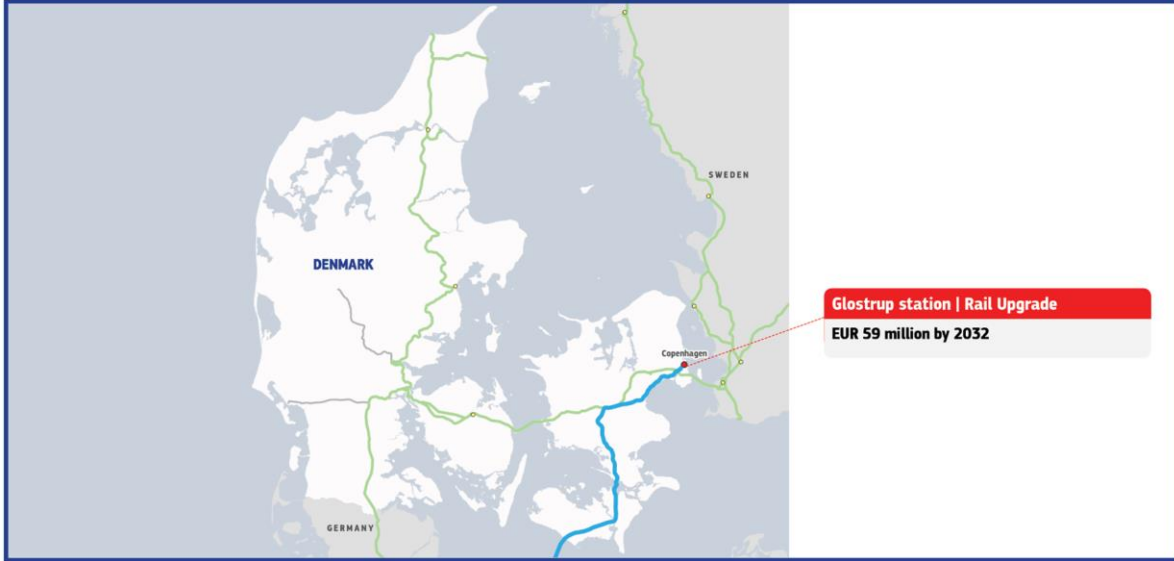 SWEDEN
DENMARK
Glostrup station | Rail Upgrade
EUR 59 million by 2032
Copenhagen
GERMANY